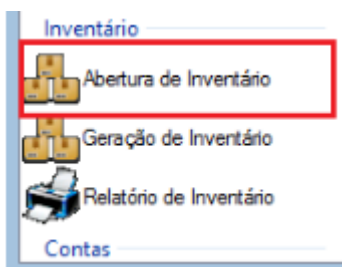 Inventário
Abertura de Inventário
Geração de Inventário
Relatório de Inventário
Contas